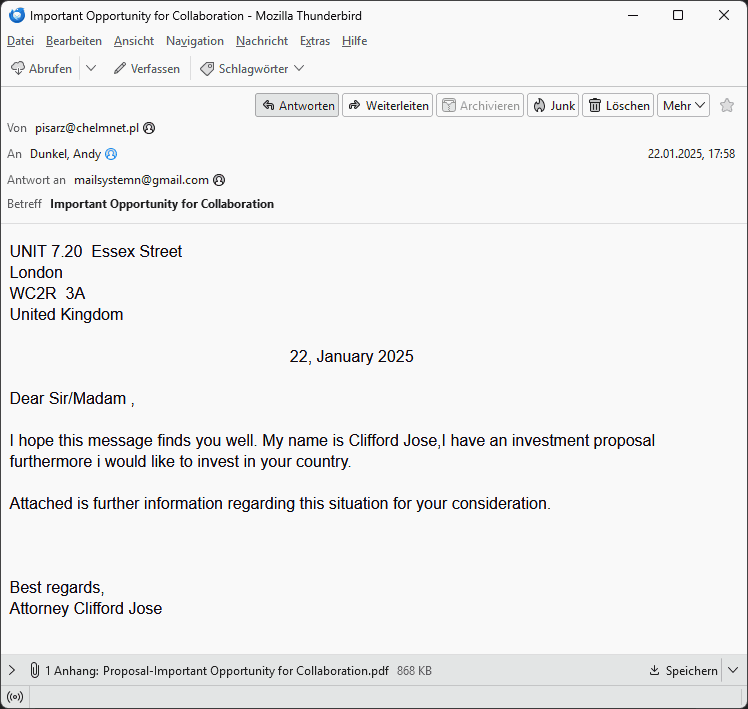 Important Opportunity for Collaboration - Mozilla Thunderbird
Datei Bearbeiten Ansicht Navigation Nachricht Extras Hilfe
Abrufen Verfassen Schlagwörter
Antworten Weiterleiten Archivieren Junk Löschen Mehr
Von pisarz@chelmnet.pl
An Dunkel, Andy 22.01.2025, 17:58
Antwort an mailsystemn@gmail.com
Betreff Important Opportunity for Collaboration
UNIT 7.20 Essex Street
London
WC2R 3A
United Kingdom
22, January 2025
Dear Sir/Madam ,
I hope this message finds you well. My name is Clifford Jose,I have an investment proposal
furthermore i would like to invest in your country.
Attached is further information regarding this situation for your consideration.
Best regards,
Attorney Clifford Jose
1 Anhang: Proposal-Important Opportunity for Collaboration.pdf 868 KB Speichern